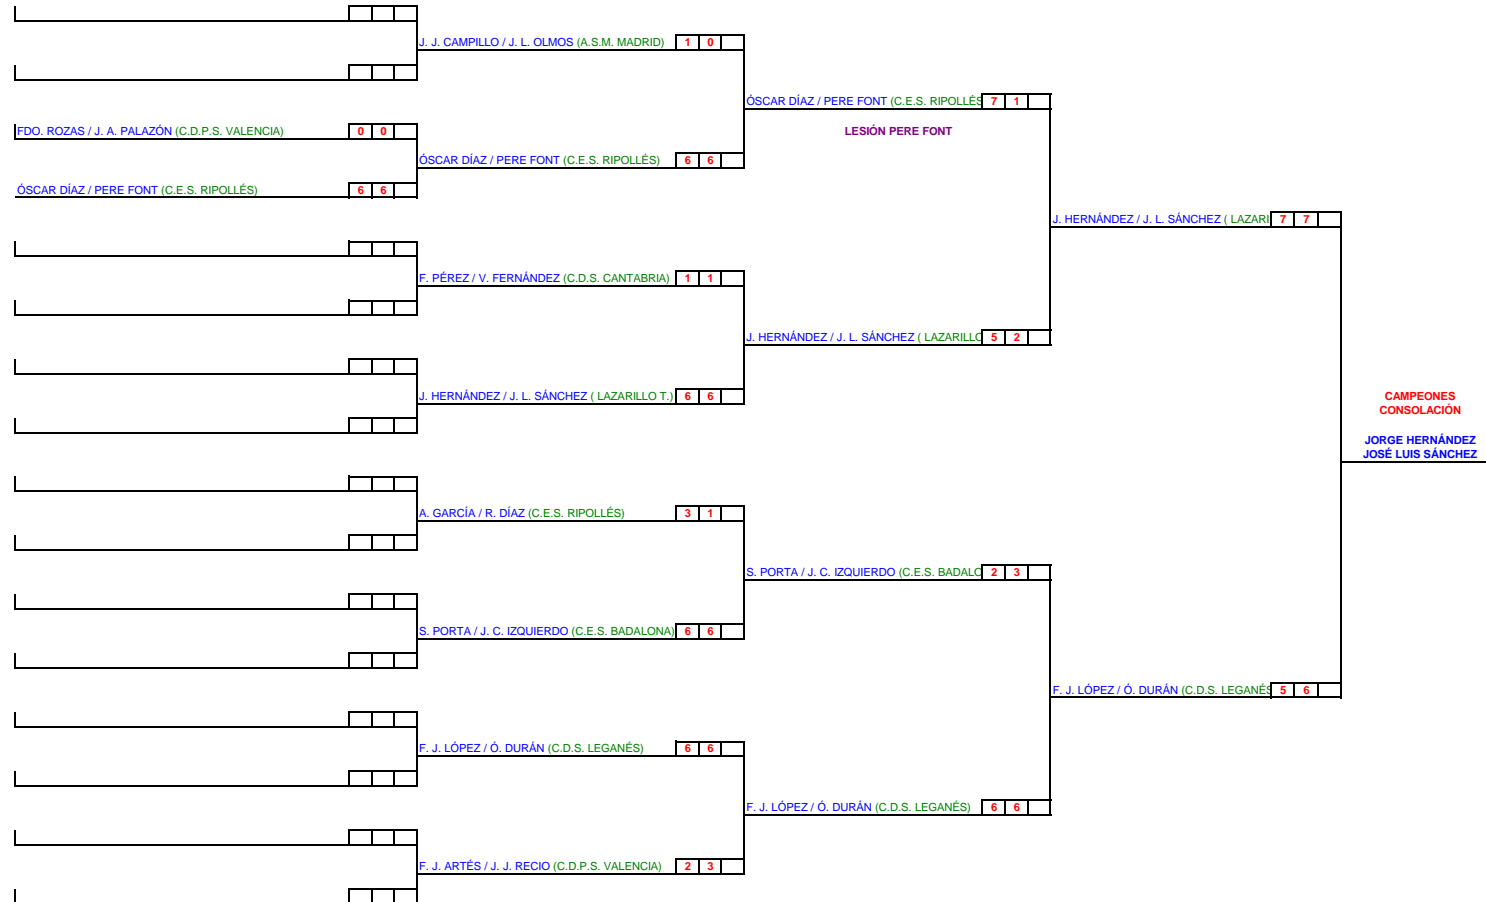 J. J. CAMPILLO / J. L. OLMOS (A.S.M. MADRID) 1 0
ÓSCAR DÍAZ / PERE FONT (C.E.S. RIPOLLÉS 7 1
FDO. ROZAS / J. A. PALAZÓN (C.D.P.S. VALENCIA) 0 0
LESIÓN PERE FONT
ÓSCAR DÍAZ / PERE FONT (C.E.S. RIPOLLÉS) 6 6
ÓSCAR DÍAZ / PERE FONT (C.E.S. RIPOLLÉS) 6 6
J. HERNÁNDEZ / J. L. SÁNCHEZ ( LAZARI 7 7
F. PÉREZ / V. FERNÁNDEZ (C.D.S. CANTABRIA) 1 1
J. HERNÁNDEZ / J. L. SÁNCHEZ ( LAZARILLO 5 2
J. HERNÁNDEZ / J. L. SÁNCHEZ ( LAZARILLO T.) 6 6
CAMPEONES
CONSOLACIÓN
JORGE HERNÁNDEZ
JOSÉ LUIS SÁNCHEZ
A. GARCÍA / R. DÍAZ (C.E.S. RIPOLLÉS) 3 1
S. PORTA / J. C. IZQUIERDO (C.E.S. BADALO 2 3
S. PORTA / J. C. IZQUIERDO (C.E.S. BADALONA) 6 6
F. J. LÓPEZ / Ó. DURÁN (C.D.S. LEGANÉS 5 6
F. J. LÓPEZ / Ó. DURÁN (C.D.S. LEGANÉS) 6 6
F. J. LÓPEZ / Ó. DURÁN (C.D.S. LEGANÉS) 6 6
F. J. ARTÉS / J. J. RECIO (C.D.P.S. VALENCIA) 2 3